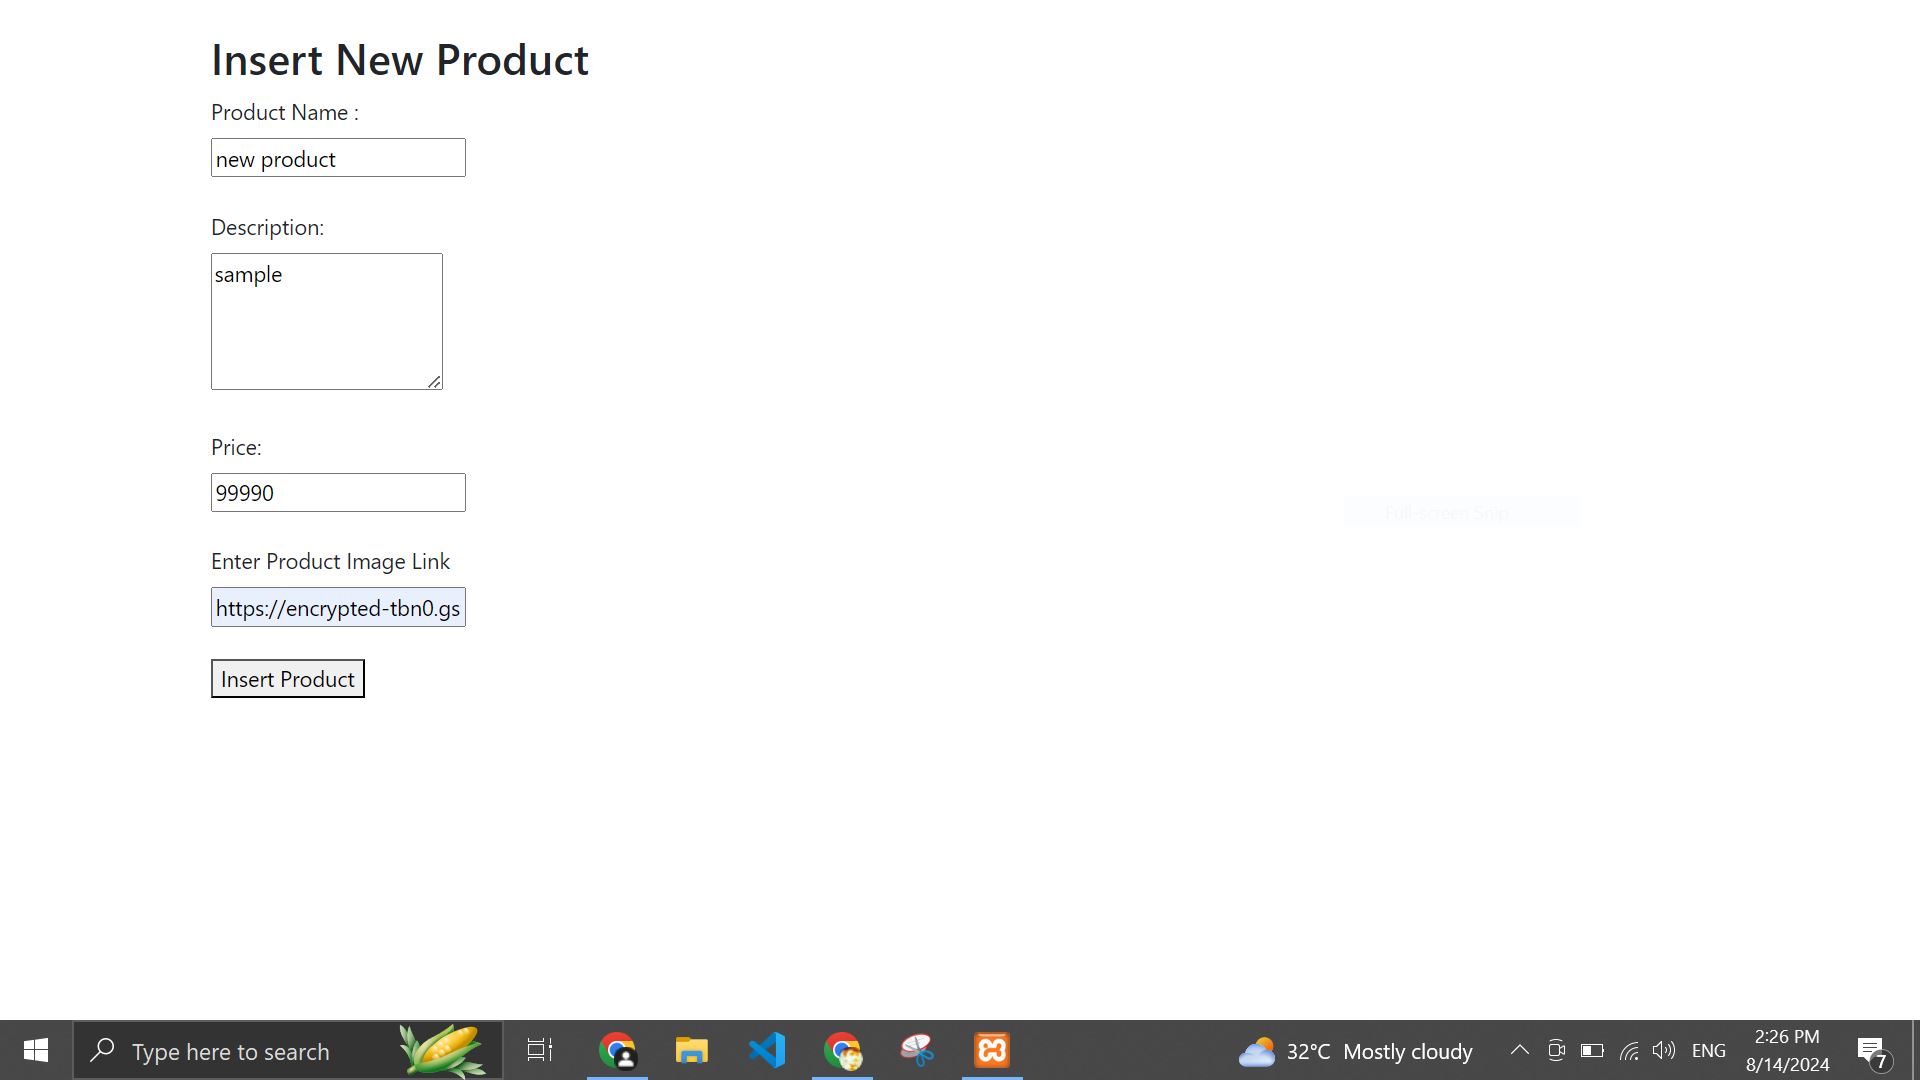 Insert New Product
Product Name :
new product
Description:
sample
Price:
99990
Full-screen Snip
Enter Product Image Link
https://encrypted-tbn0.gs
Insert Product
Type here to search
32°C Mostly cloudy
ENG
2:26 PM
8/14/2024
7